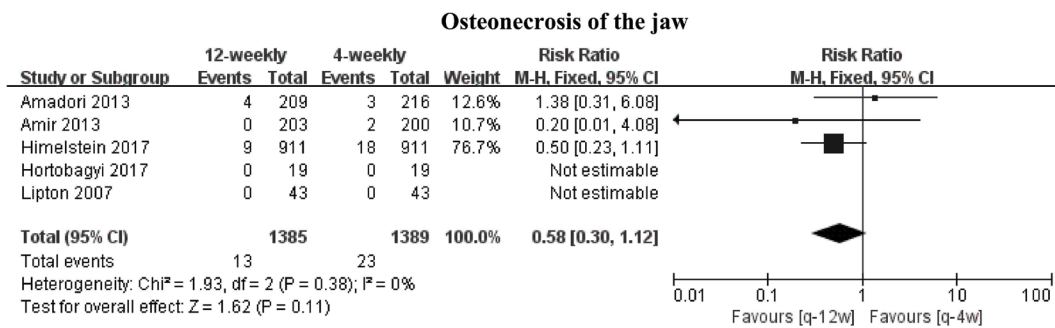 Osteonecrosis of the jaw
12-weekly 4-weekly Risk Ratio Risk Ratio
Study or Subgroup Events Total Events Total Weight M-H, Fixed, 95% CI M-H, Fixed, 95% CI
Amadori 2013 4 209 3 216 12.6% 1.38 [0.31, 6.08]
Amir 2013 0 203 2 200 10.7% 0.20 [0.01, 4.08]
Himelstein 2017 9 911 18 911 76.7% 0.50 [0.23, 1.11]
Hortobagyi 2017 0 19 0 19 Not estimable
Lipton 2007 0 43 0 43 Not estimable
Total (95% CI) 1385 1389 100.0% 0.58 [0.30, 1.12]
Total events 13 23
Heterogeneity: Chi² = 1.93, df = 2 (P = 0.38); I² = 0%
Test for overall effect: Z = 1.62 (P = 0.11)
0.01 0.1 1 10 100
Favours [q-12w] Favours [q-4w]